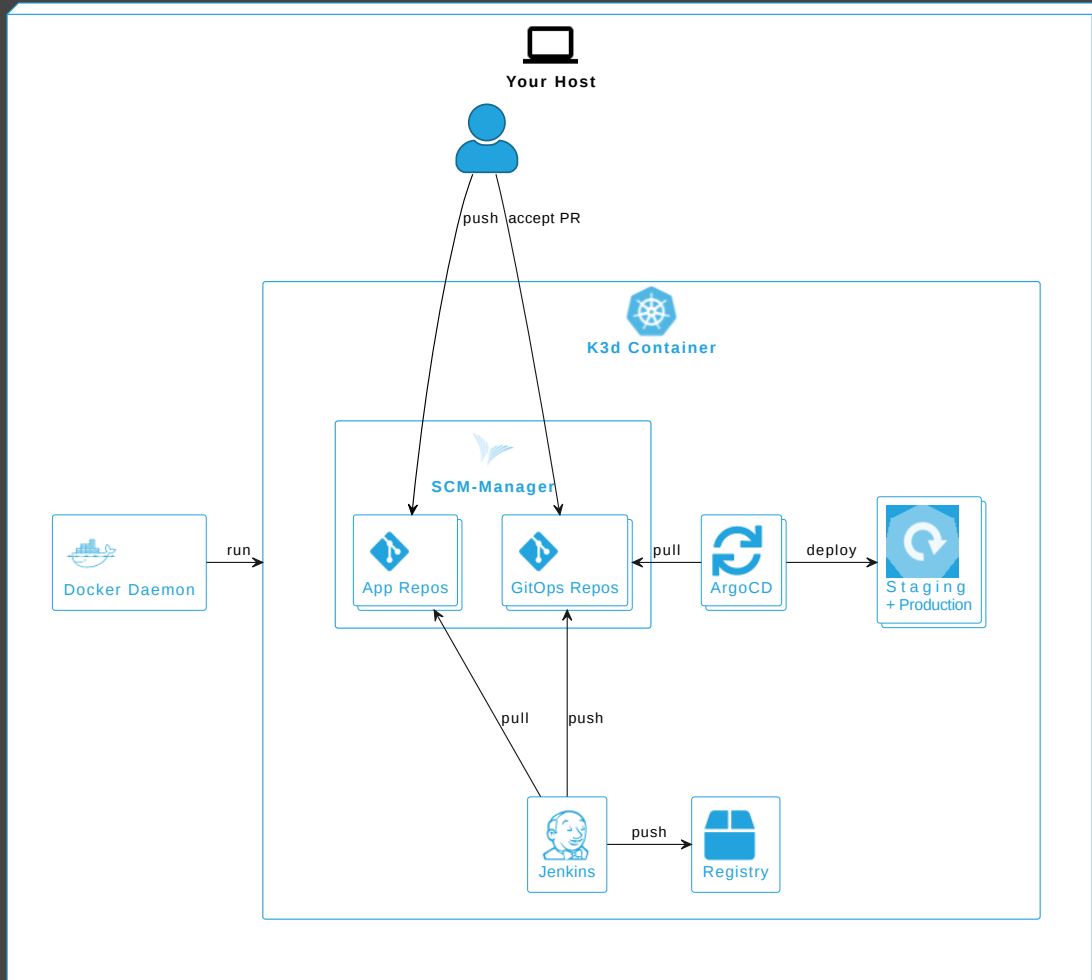 Your Host
push
accept PR
K3d Container
SCM-Manager
Docker Daemon
run
App Repos
GitOps Repos
pull
ArgoCD
deploy
Staging
+ Production
pull
push
Jenkins
push
Registry